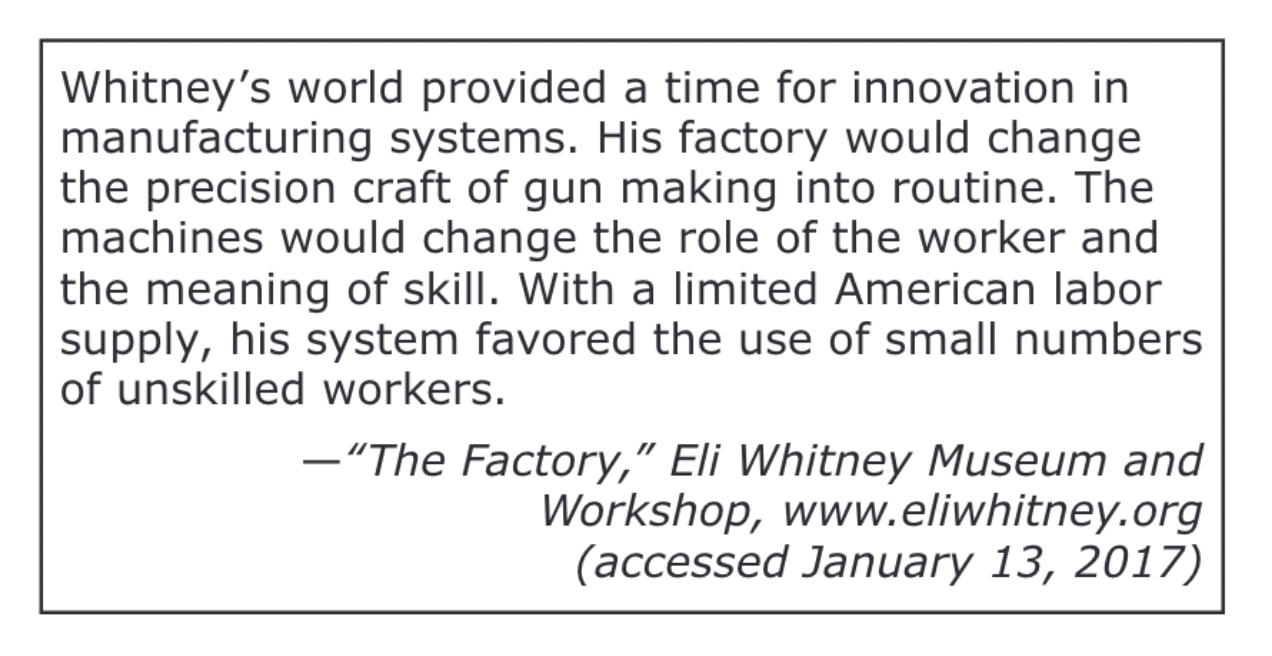 Whitney’s world provided a time for innovation in
manufacturing systems. His factory would change
the precision craft of gun making into routine. The
machines would change the role of the worker and
the meaning of skill. With a limited American labor
supply, his system favored the use of small numbers
of unskilled workers.
—“The Factory,” Eli Whitney Museum and
Workshop, www.eliwhitney.org
(accessed January 13, 2017)